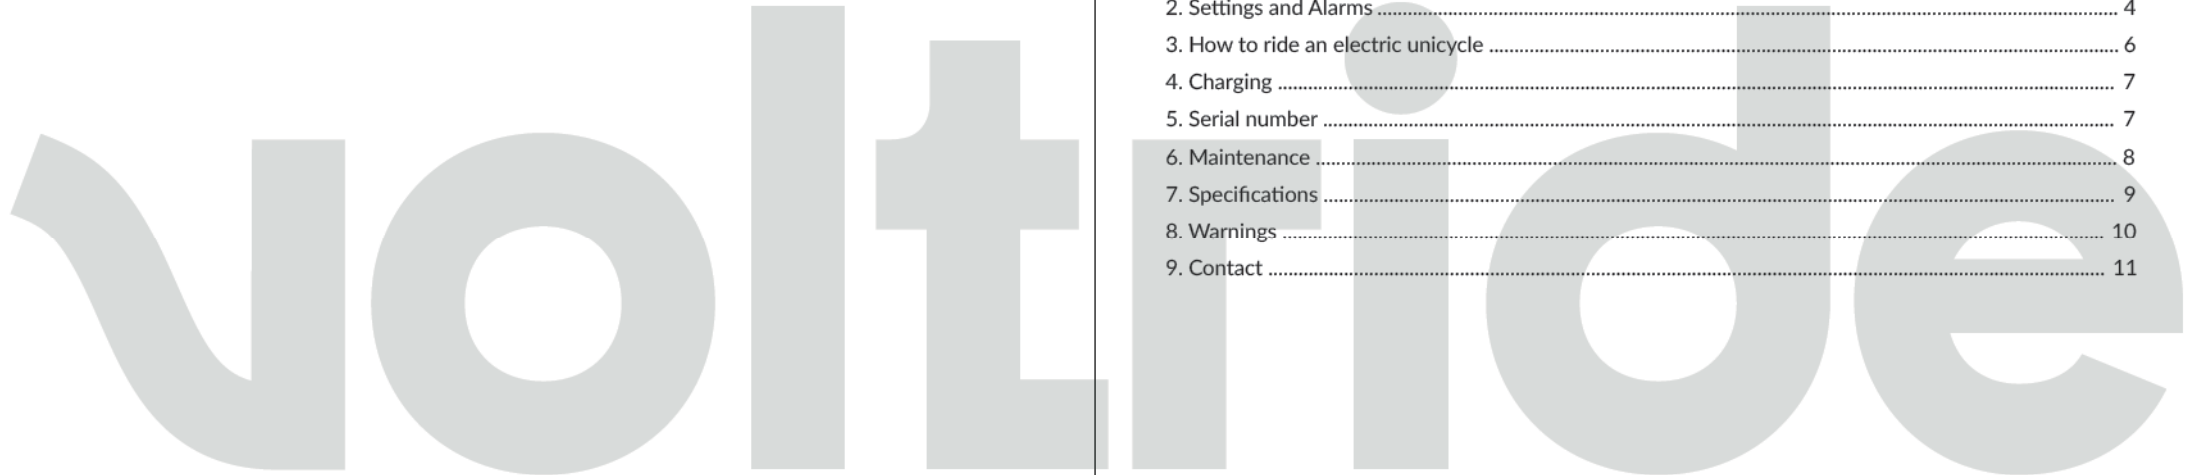 voltride
2. Settings and Alarms ........................................ 4
3. How to ride an electric unicycle ........................................ 6
4. Charging ........................................ 7
5. Serial number ........................................ 7
6. Maintenance ........................................ 8
7. Specifications ........................................ 9
8. Warnings ........................................ 10
9. Contact ........................................ 11